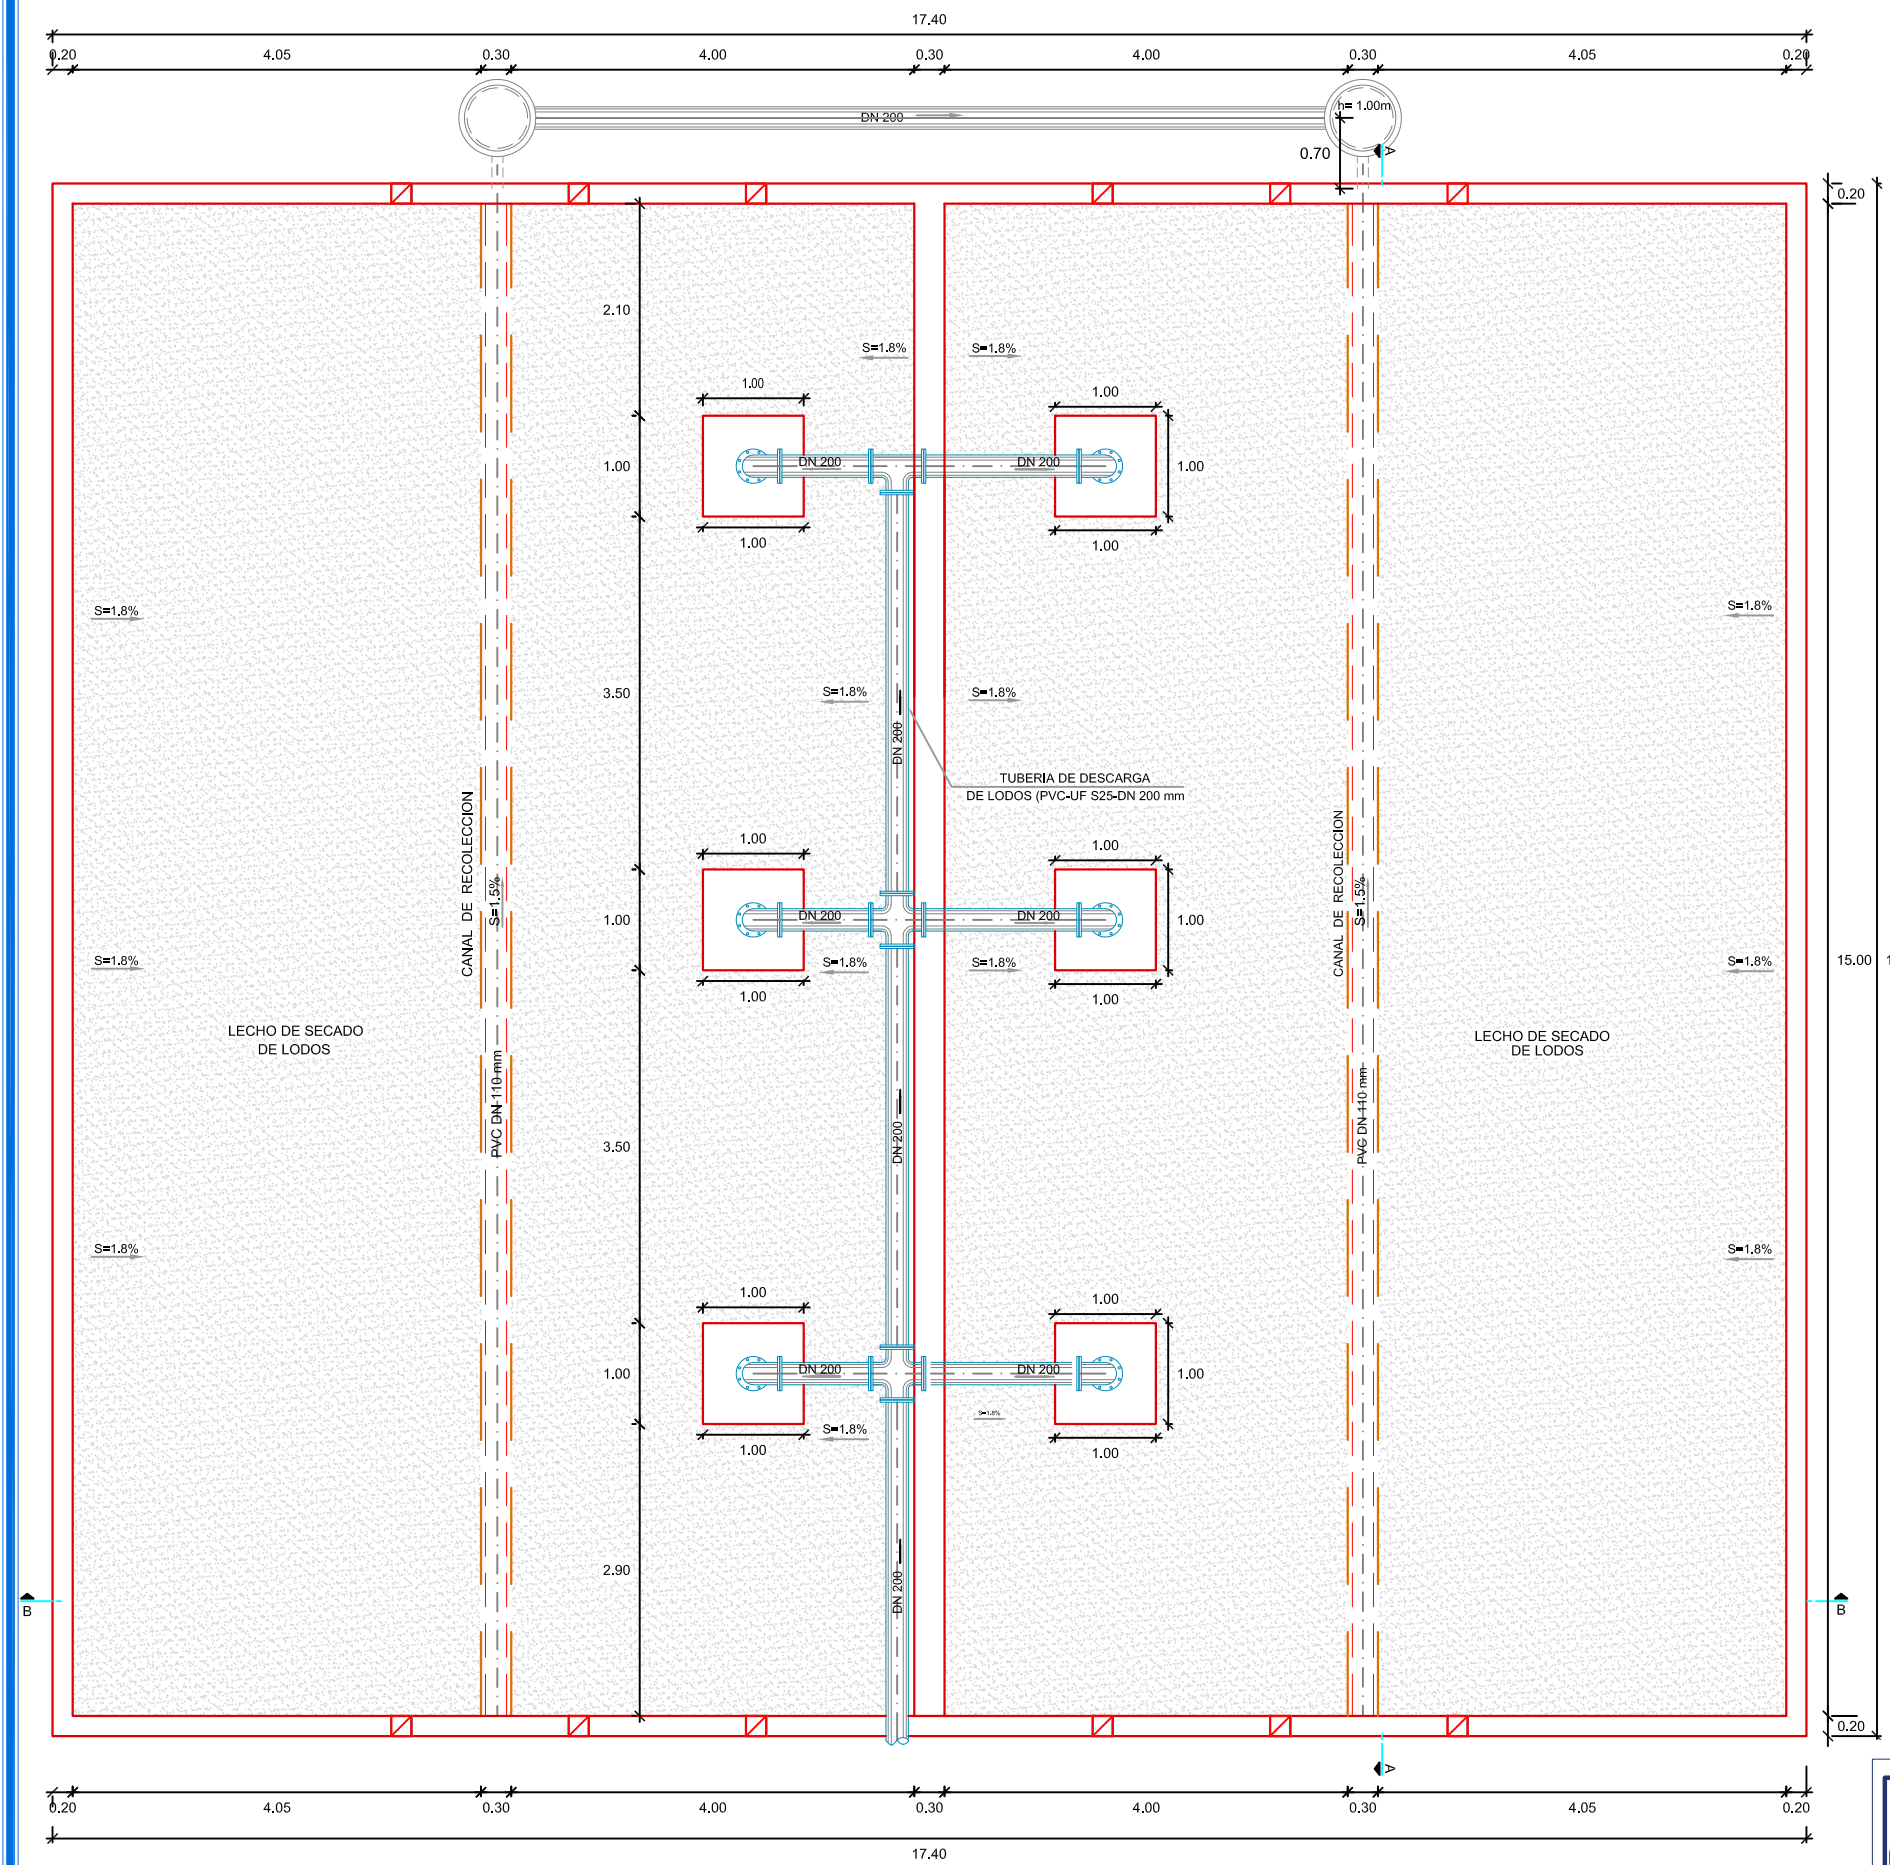 17.40
0.20 4.05 0.30 4.00 0.30 4.00 0.30 4.05 0.20
h= 1.00m
DN 200
0.70
A
0.20
2.10
S=1.8% S=1.8%
1.00 1.00
DN 200 DN 200
1.00 1.00
1.00 1.00
S=1.8% S=1.8%
3.50 S=1.8% S=1.8%
DN 200
TUBERIA DE DESCARGA
DE LODOS (PVC-UF S25-DN 200 mm
CANAL DE RECOLECCION
S=1.5%
CANAL DE RECOLECCION
S=1.5%
1.00 1.00
DN 200 DN 200
1.00 1.00
S=1.8% S=1.8% S=1.8% S=1.8%
15.00
1.00 1.00
LECHO DE SECADO
DE LODOS
LECHO DE SECADO
DE LODOS
PVC DN 110 mm
PVC DN 110 mm
DN 200
3.50
S=1.8% S=1.8%
1.00 1.00
DN 200 DN 200
1.00 1.00
S=1.8% S=1.8%
1.00 1.00
2.90
DN 200
B B
0.20
A
0.20 4.05 0.30 4.00 0.30 4.00 0.30 4.05 0.20
17.40